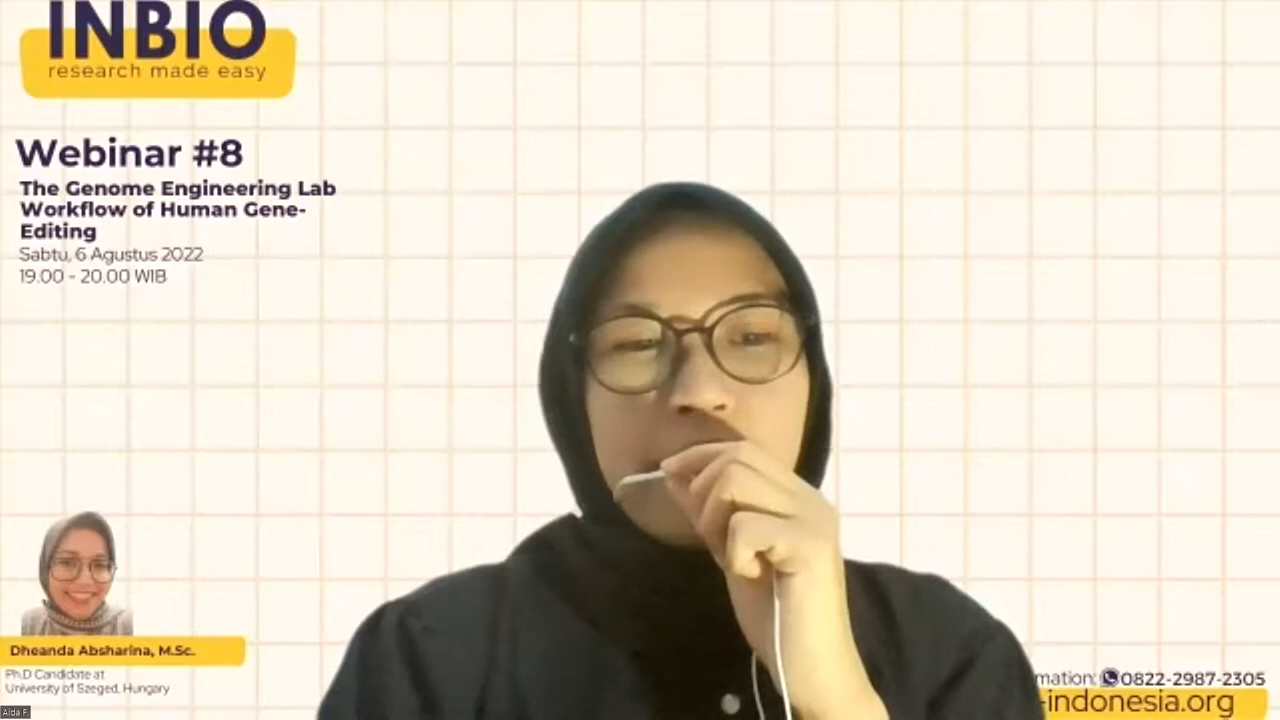 INBIO
research made easy
Webinar #8
The Genome Engineering Lab
Workflow of Human Gene-
Editing
Sabtu, 6 Agustus 2022
19.00 - 20.00 WIB
Dheanda Absharina, M.Sc.
Ph.D Candidate at
University of Szeged, Hungary
Alda F.
mation: 0822-2987-2305
-indonesia.org